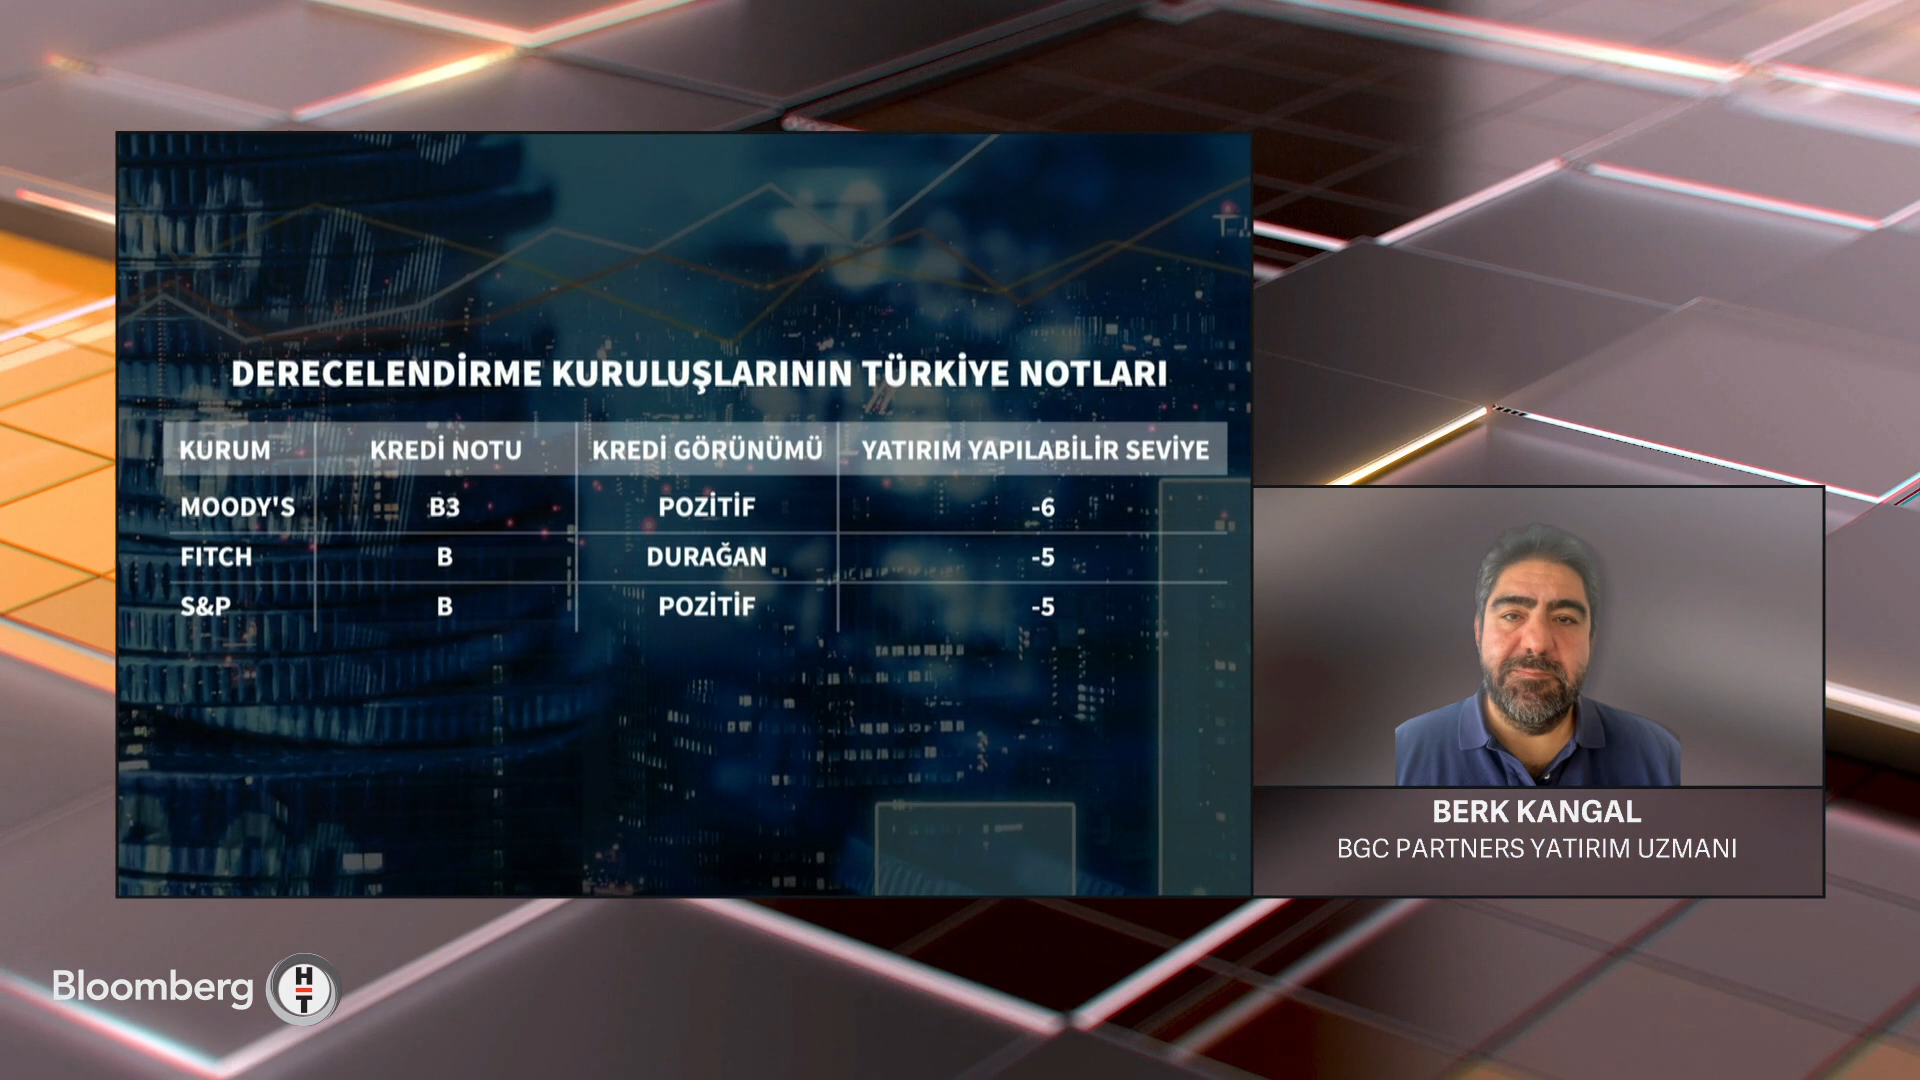 DERECELENDİRME KURULUŞLARININ TÜRKİYE NOTLARI
KURUM KREDİ NOTU KREDİ GÖRÜNÜMÜ YATIRIM YAPILABİLİR SEVİYE
MOODY'S B3 POZİTİF -6
FITCH B DURAĞAN -5
S&P B POZİTİF -5
BERK KANGAL
BGC PARTNERS YATIRIM UZMANI
Bloomberg HT